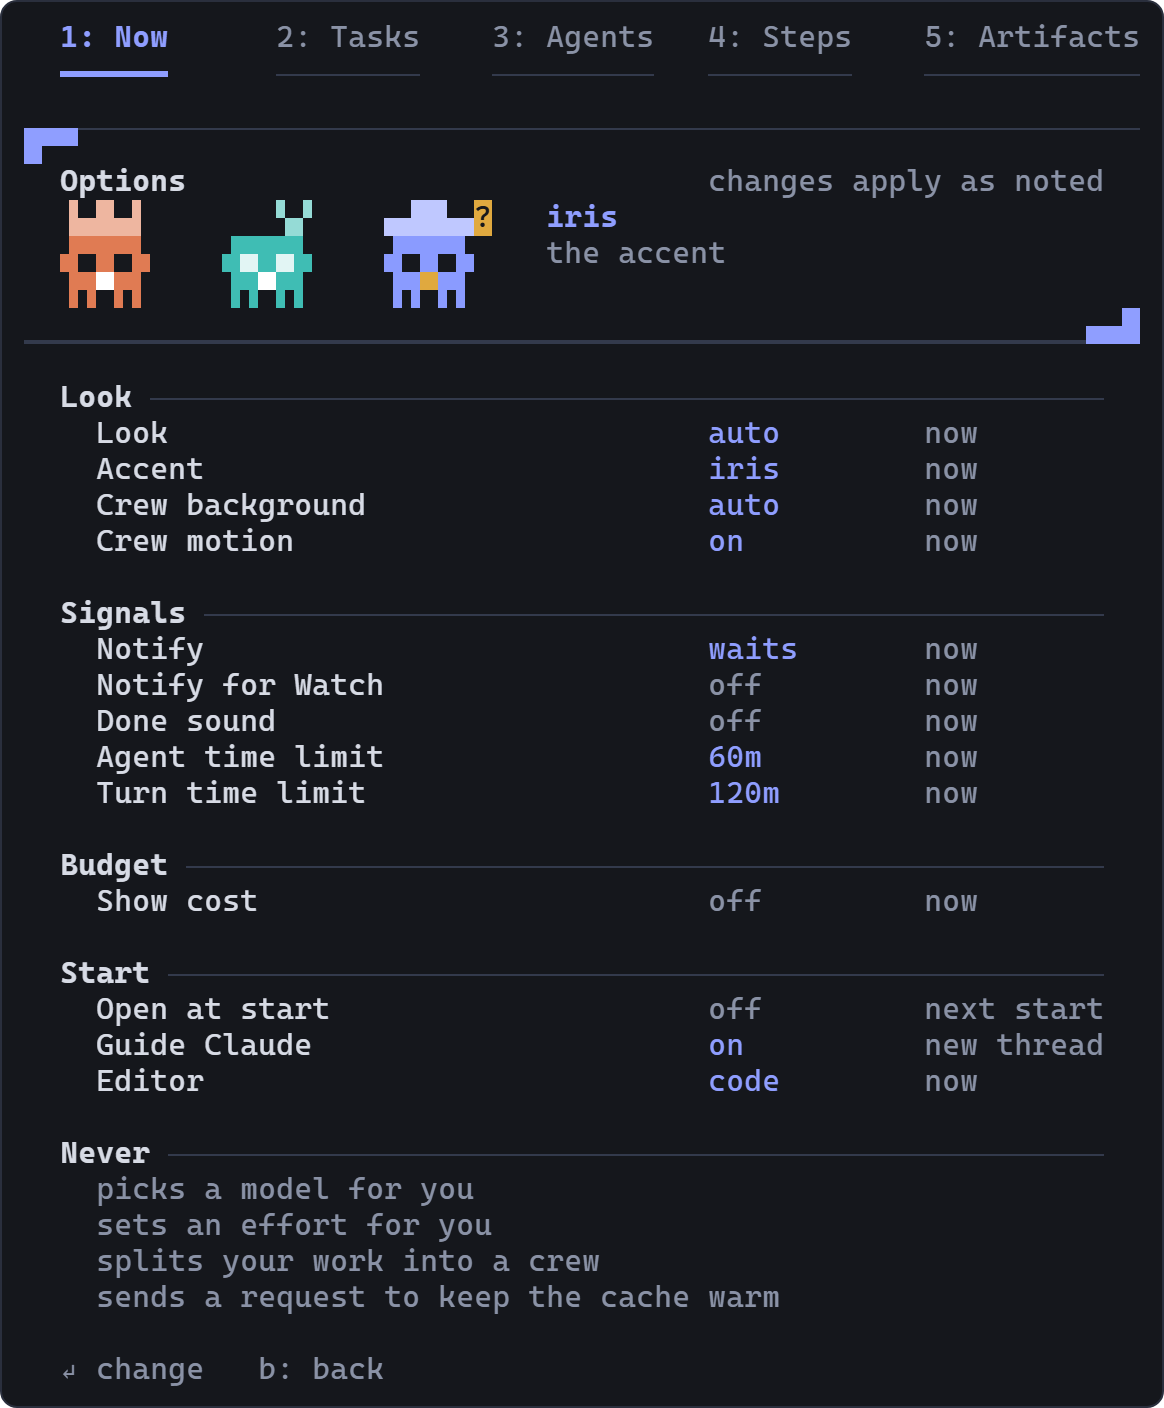 1: Now 2: Tasks 3: Agents 4: Steps 5: Artifacts
Options changes apply as noted
? iris
the accent
Look
Look auto now
Accent iris now
Crew background auto now
Crew motion on now
Signals
Notify waits now
Notify for Watch off now
Done sound off now
Agent time limit 60m now
Turn time limit 120m now
Budget
Show cost off now
Start
Open at start off next start
Guide Claude on new thread
Editor code now
Never
picks a model for you
sets an effort for you
splits your work into a crew
sends a request to keep the cache warm
↲ change b: back